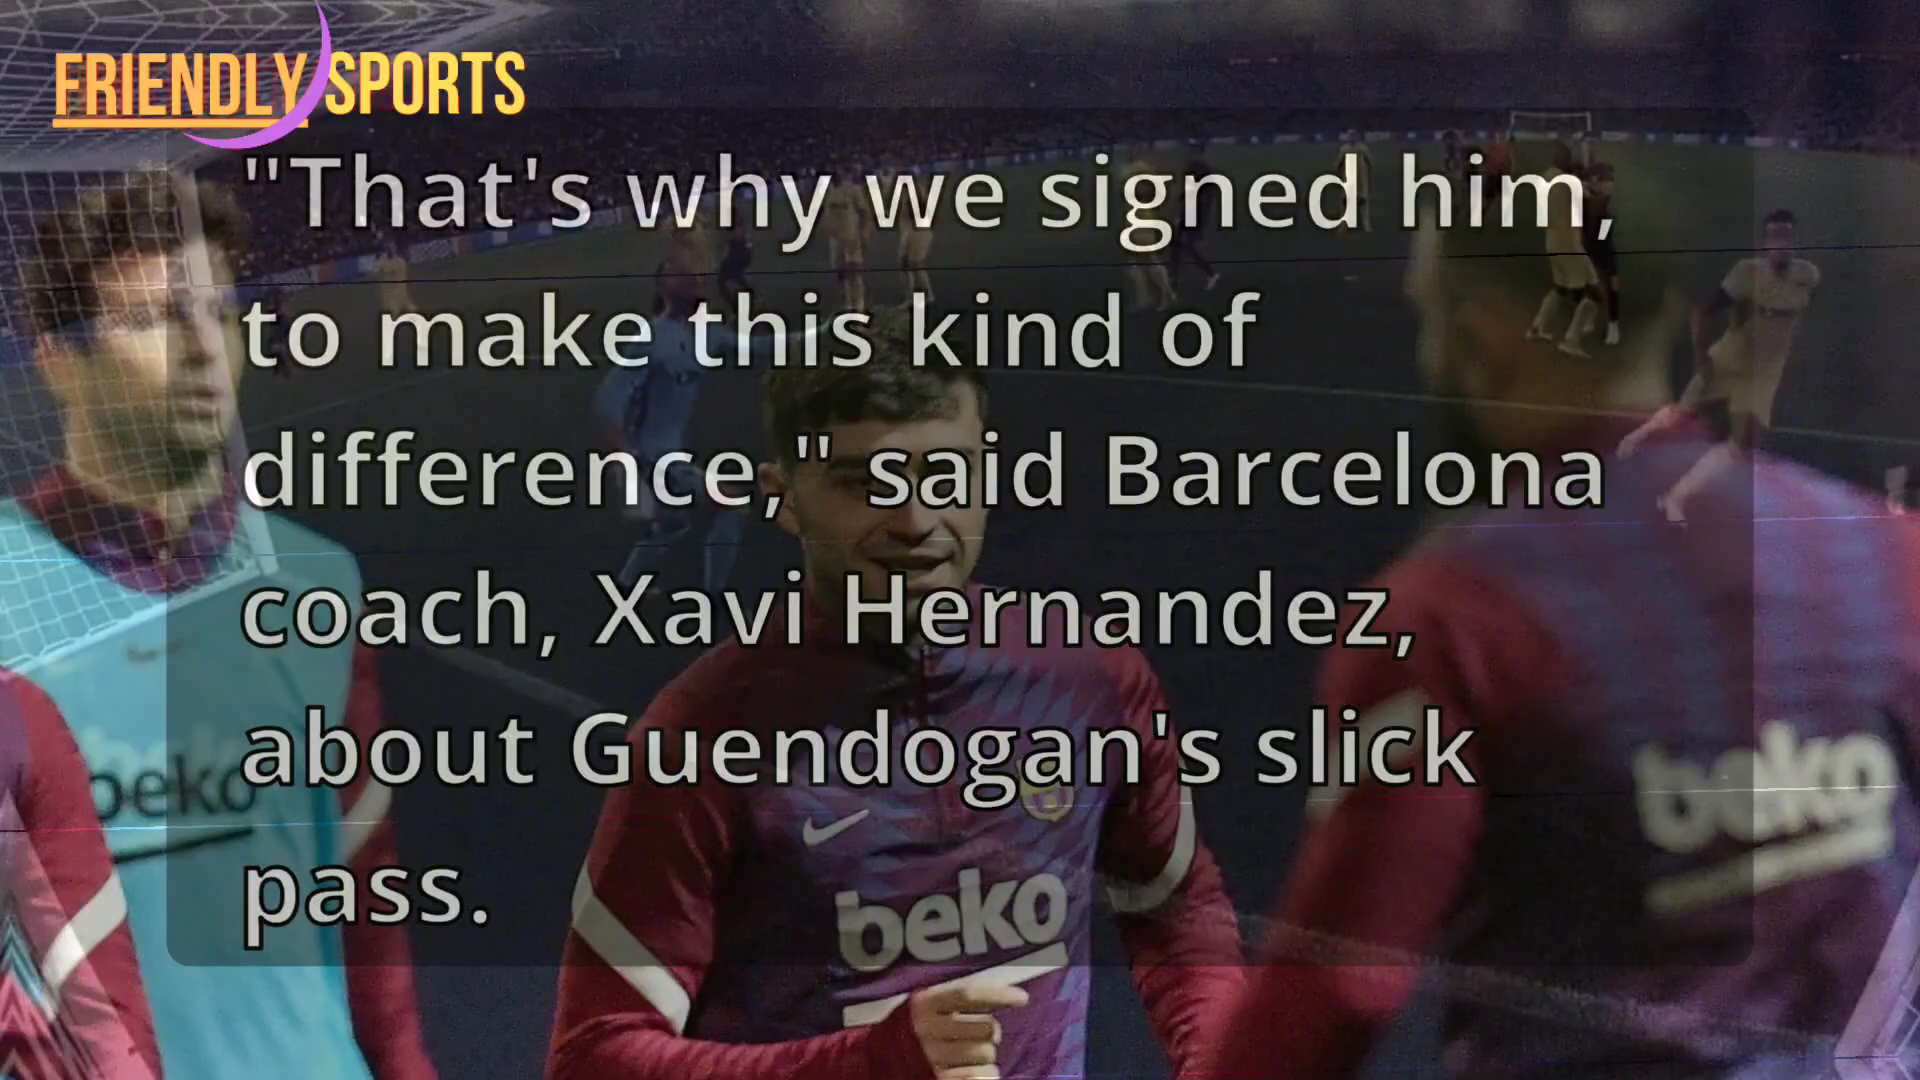 FRIENDLY SPORTS
"That's why we signed him,
to make this kind of
difference," said Barcelona
coach, Xavi Hernandez,
about Guendogan's slick
pass.
beko
beko
beko